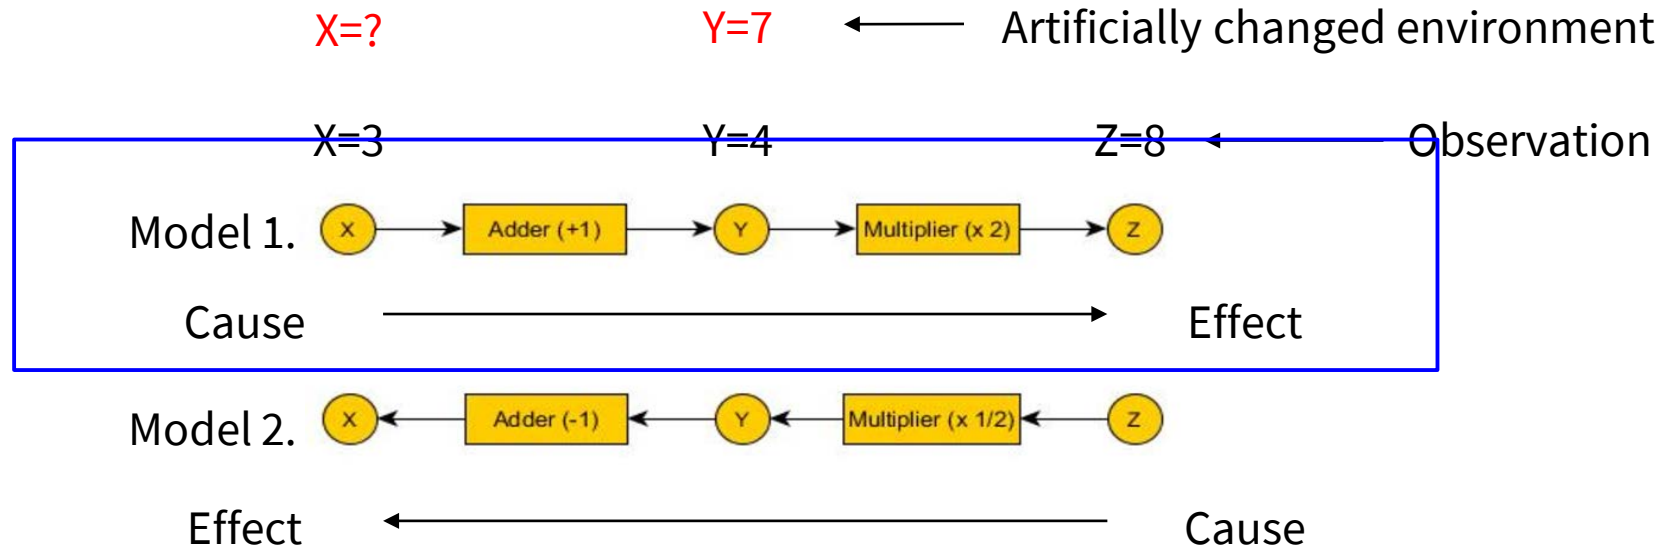 X=? Y=7 Artificially changed environment
X=3 Y=4 Z=8 Observation
Model 1. X Adder (+1) Y Multiplier (x 2) Z
Cause Effect
Model 2. X Adder (-1) Y Multiplier (x 1/2) Z
Effect Cause